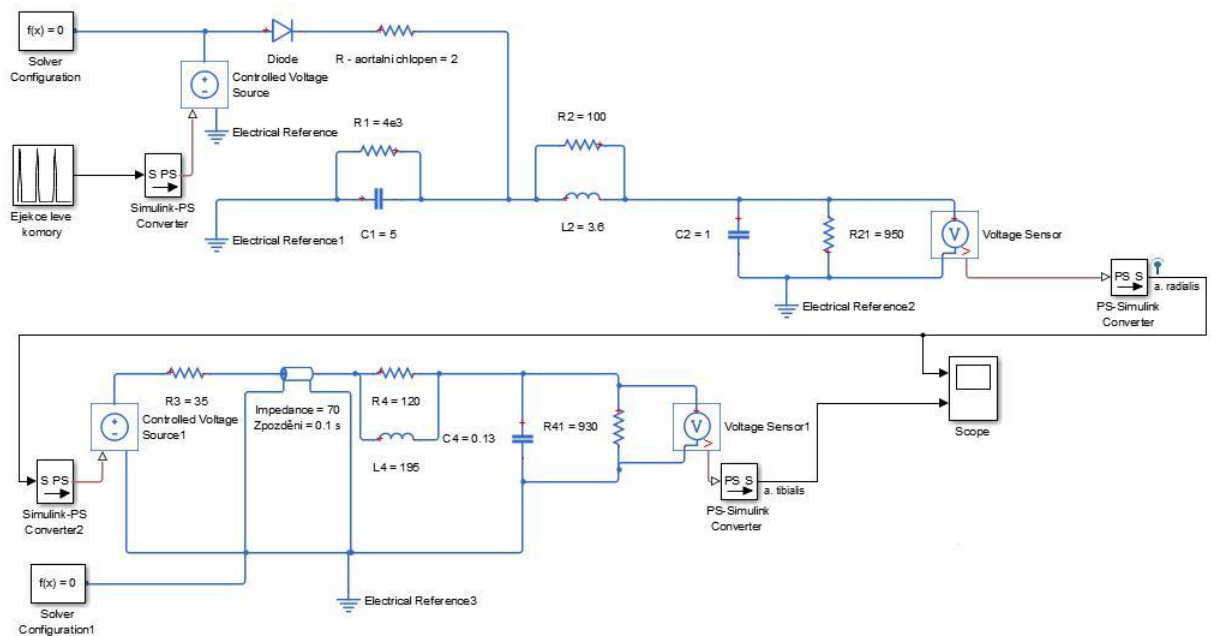 f(x) = 0
Solver
Configuration
Diode
R - aortalni chlopen = 2
Controlled Voltage
Source
Electrical Reference
Ejekce leve
komory
S PS
Simulink-PS
Converter
R1 = 4e3
C1 = 5
Electrical Reference1
R2 = 100
L2 = 3.6
C2 = 1
R21 = 950
V
Voltage Sensor
Electrical Reference2
PS S
a. radialis
PS-Simulink
Converter
S PS
Simulink-PS
Converter2
Controlled Voltage
Source1
R3 = 35
Impedance = 70
Zpozděni = 0.1 s
R4 = 120
L4 = 195
C4 = 0.13
R41 = 930
V
Voltage Sensor1
PS S
a. tibialis
PS-Simulink
Converter
Scope
f(x) = 0
Solver
Configuration1
Electrical Reference3